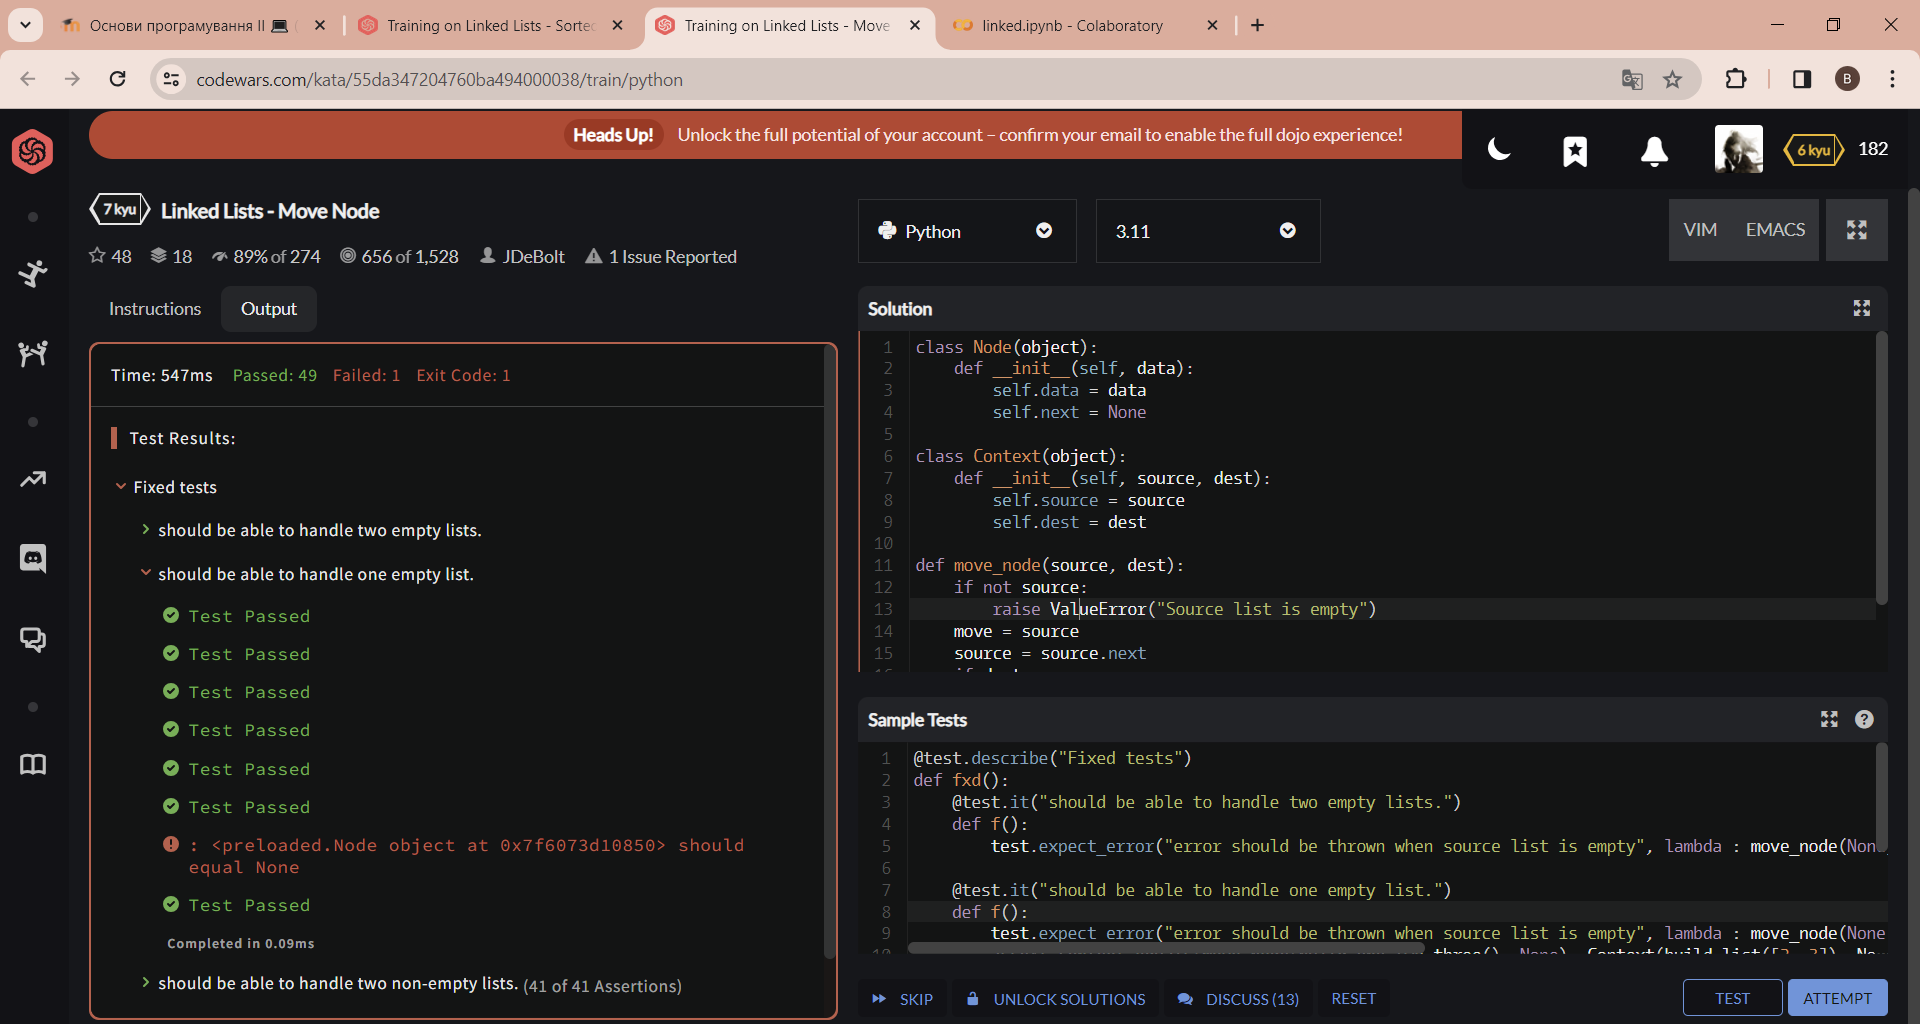 Основи програмування II 💻 (
Training on Linked Lists - Sorted
Training on Linked Lists - Move
linked.ipynb - Colaboratory
codewars.com/kata/55da347204760ba494000038/train/python
B
Heads Up! Unlock the full potential of your account – confirm your email to enable the full dojo experience!
6 kyu 182
7 kyu Linked Lists - Move Node
48 18 89% of 274 656 of 1,528 JDeBolt 1 Issue Reported
Python
3.11
VIM EMACS
Instructions Output
Time: 547ms Passed: 49 Failed: 1 Exit Code: 1
Test Results:
Fixed tests
should be able to handle two empty lists.
should be able to handle one empty list.
Test Passed
Test Passed
Test Passed
Test Passed
Test Passed
Test Passed
: <preloaded.Node object at 0x7f6073d10850> should
equal None
Test Passed
Completed in 0.09ms
should be able to handle two non-empty lists. (41 of 41 Assertions)
Solution
1 class Node(object):
2 def __init__(self, data):
3 self.data = data
4 self.next = None
5
6 class Context(object):
7 def __init__(self, source, dest):
8 self.source = source
9 self.dest = dest
10
11 def move_node(source, dest):
12 if not source:
13 raise ValueError("Source list is empty")
14 move = source
15 source = source.next
Sample Tests
1 @test.describe("Fixed tests")
2 def fxd():
3 @test.it("should be able to handle two empty lists.")
4 def f():
5 test.expect_error("error should be thrown when source list is empty", lambda : move_node(Non
6
7 @test.it("should be able to handle one empty list.")
8 def f():
9 test.expect_error("error should be thrown when source list is empty", lambda : move_node(None
SKIP UNLOCK SOLUTIONS DISCUSS (13) RESET
TEST ATTEMPT